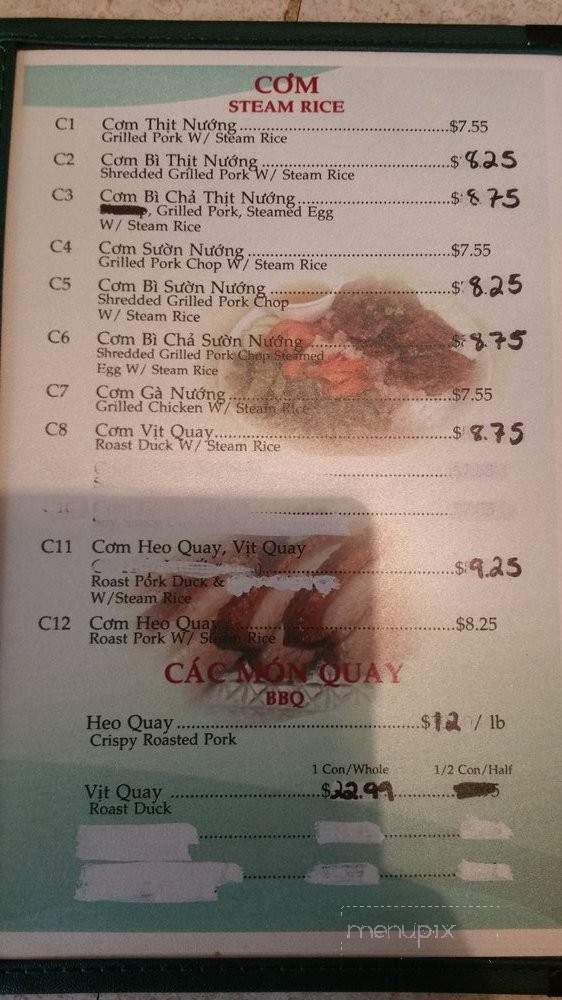 CƠM
STEAM RICE
C1 Cơm Thịt Nướng $7.55
Grilled Pork W/ Steam Rice
C2 Cơm Bì Thịt Nướng $8.25
Shredded Grilled Pork W/ Steam Rice
C3 Cơm Bì Chả Thịt Nướng $8.75
, Grilled Pork, Steamed Egg
W/ Steam Rice
C4 Cơm Sườn Nướng $7.55
Grilled Pork Chop W/ Steam Rice
C5 Cơm Bì Sườn Nướng $8.25
Shredded Grilled Pork Chop
W/ Steam Rice
C6 Cơm Bì Chả Sườn Nướng $8.75
Shredded Grilled Pork Chop Steamed
Egg W/ Steam Rice
C7 Cơm Gà Nướng $7.55
Grilled Chicken W/ Steam Rice
C8 Cơm Vịt Quay $8.75
Roast Duck W/ Steam Rice
C11 Cơm Heo Quay, Vịt Quay
$9.25
Roast Pork Duck &
W/Steam Rice
C12 Cơm Heo Quay $8.25
Roast Pork W/ Steam Rice
CÁC MÓN QUAY
BBQ
Heo Quay $12 / lb
Crispy Roasted Pork
1 Con/Whole 1/2 Con/Half
Vịt Quay $22.99
Roast Duck
menupix